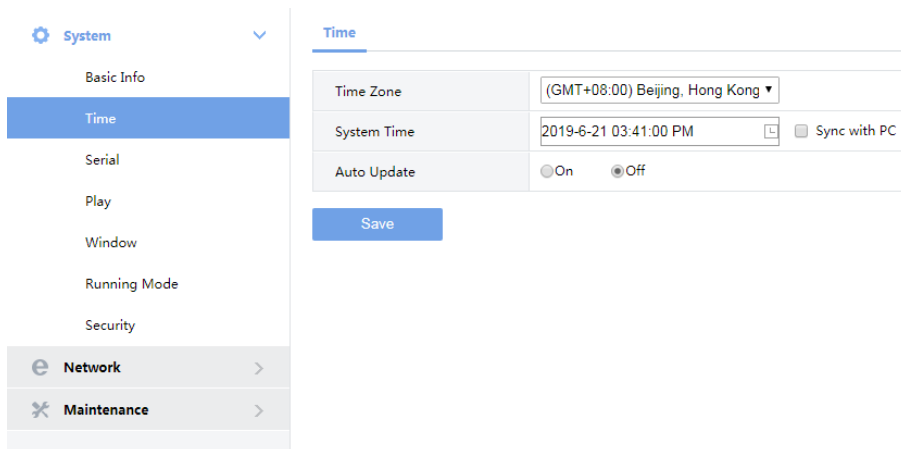 System
Basic Info
Time
Serial
Play
Window
Running Mode
Security
Network
Maintenance
Time
Time Zone (GMT+08:00) Beijing, Hong Kong
System Time 2019-6-21 03:41:00 PM Sync with PC
Auto Update On Off
Save